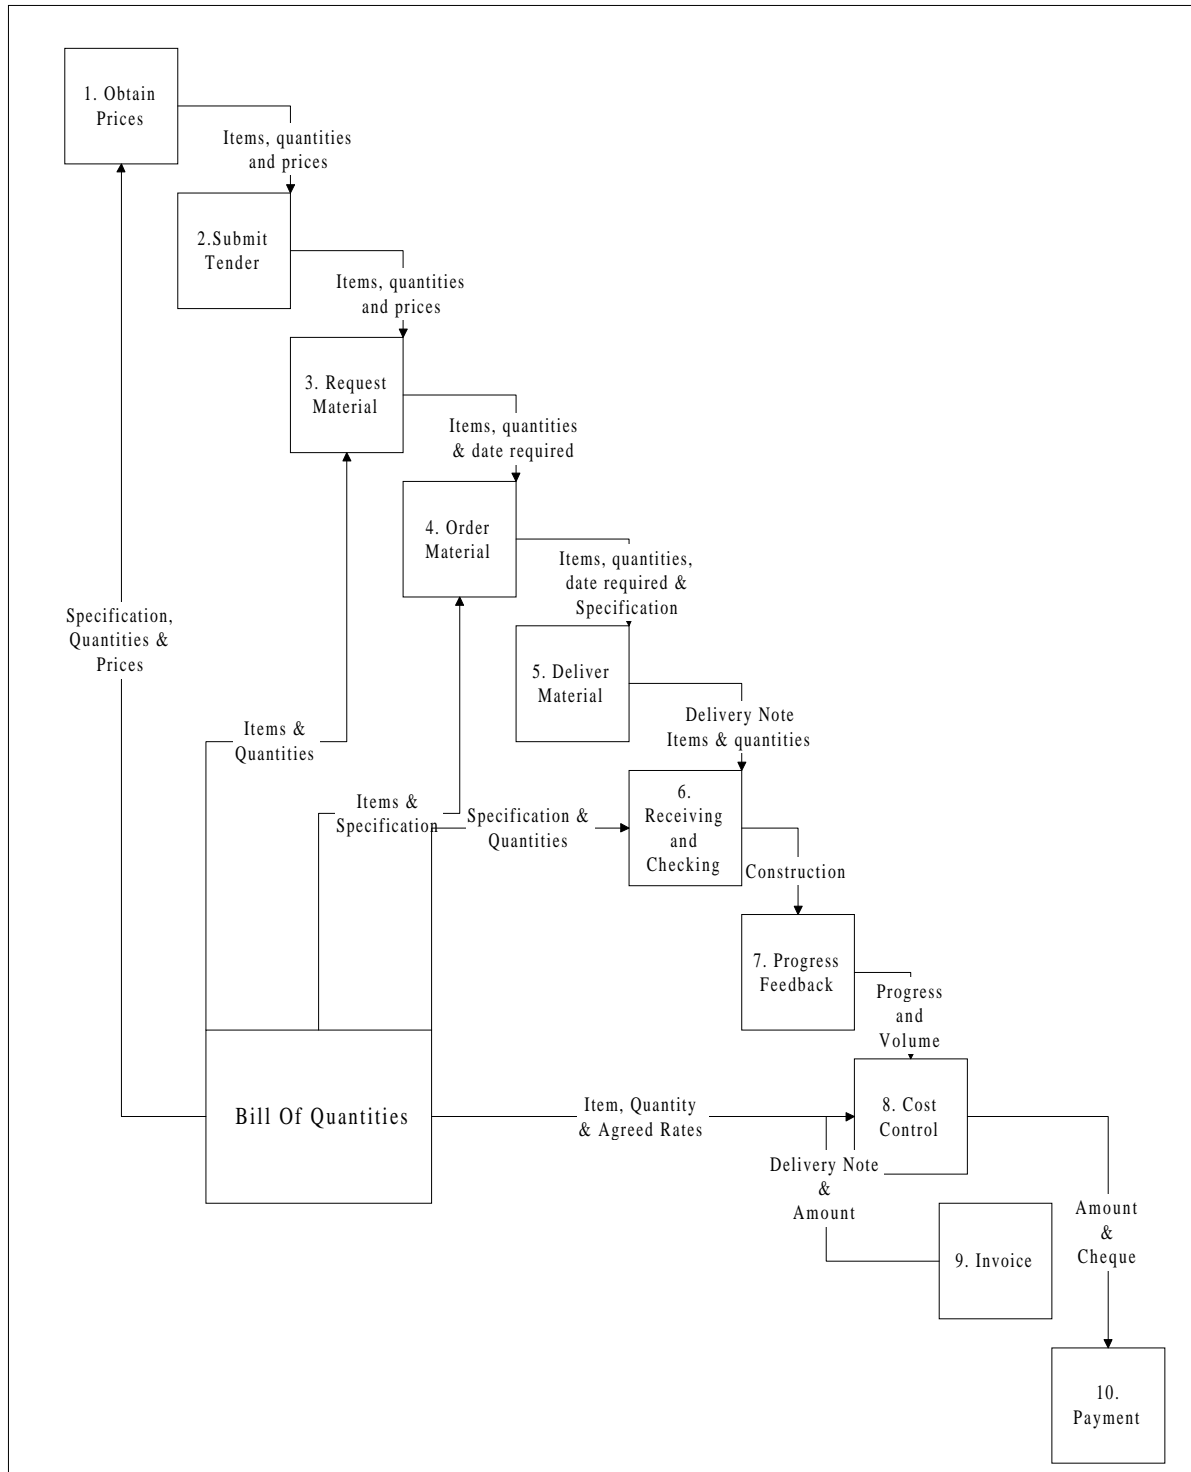 1. Obtain
Prices
Items, quantities
and prices
2.Submit
Tender
Items, quantities
and prices
3. Request
Material
Items, quantities
& date required
4. Order
Material
Items, quantities,
date required &
Specification
Specification,
Quantities &
Prices
5. Deliver
Material
Delivery Note
Items & quantities
Items &
Quantities
Items &
Specification
Specification &
Quantities
6.
Receiving
and
Checking
Construction
7. Progress
Feedback
Progress
and
Volume
Bill Of Quantities
Item, Quantity
& Agreed Rates
8. Cost
Control
Delivery Note
&
Amount
Amount
&
Cheque
9. Invoice
10.
Payment